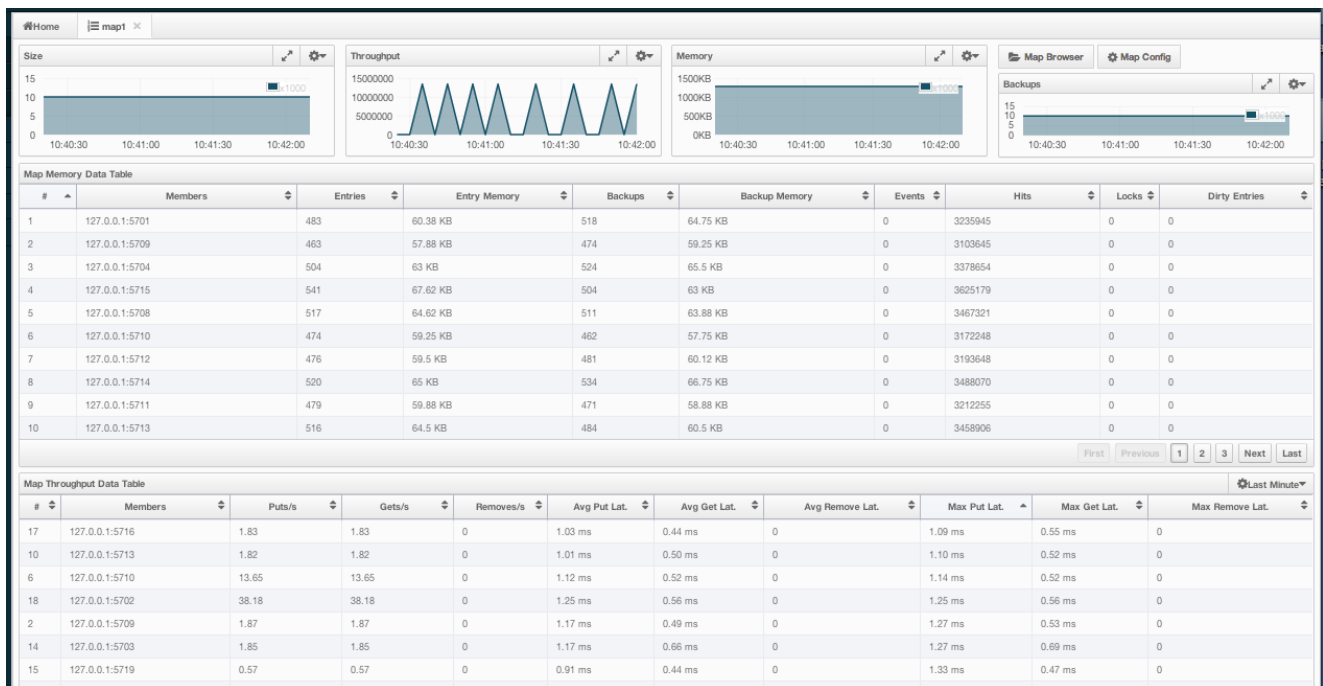 Home map1 ×
Size
Throughput
Memory
Map Browser Map Config
15
10
5
0
x1000
10:40:30 10:41:00 10:41:30 10:42:00
15000000
10000000
5000000
0
10:40:30 10:41:00 10:41:30 10:42:00
1500KB
1000KB
500KB
0KB
x1000
10:40:30 10:41:00 10:41:30 10:42:00
Backups
15
10
5
0
x1000
10:40:30 10:41:00 10:41:30 10:42:00
Map Memory Data Table
# Members Entries Entry Memory Backups Backup Memory Events Hits Locks Dirty Entries
1 127.0.0.1:5701 483 60.38 KB 518 64.75 KB 0 3235945 0 0
2 127.0.0.1:5709 463 57.88 KB 474 59.25 KB 0 3103645 0 0
3 127.0.0.1:5704 504 63 KB 524 65.5 KB 0 3378654 0 0
4 127.0.0.1:5715 541 67.62 KB 504 63 KB 0 3625179 0 0
5 127.0.0.1:5708 517 64.62 KB 511 63.88 KB 0 3467321 0 0
6 127.0.0.1:5710 474 59.25 KB 462 57.75 KB 0 3172248 0 0
7 127.0.0.1:5712 476 59.5 KB 481 60.12 KB 0 3193648 0 0
8 127.0.0.1:5714 520 65 KB 534 66.75 KB 0 3488070 0 0
9 127.0.0.1:5711 479 59.88 KB 471 58.88 KB 0 3212255 0 0
10 127.0.0.1:5713 516 64.5 KB 484 60.5 KB 0 3458906 0 0
First Previous 1 2 3 Next Last
Map Throughput Data Table Last Minute
# Members Puts/s Gets/s Removes/s Avg Put Lat. Avg Get Lat. Avg Remove Lat. Max Put Lat. Max Get Lat. Max Remove Lat.
17 127.0.0.1:5716 1.83 1.83 0 1.03 ms 0.44 ms 0 1.09 ms 0.55 ms 0
10 127.0.0.1:5713 1.82 1.82 0 1.01 ms 0.50 ms 0 1.10 ms 0.52 ms 0
6 127.0.0.1:5710 13.65 13.65 0 1.12 ms 0.52 ms 0 1.14 ms 0.52 ms 0
18 127.0.0.1:5702 38.18 38.18 0 1.25 ms 0.56 ms 0 1.25 ms 0.56 ms 0
2 127.0.0.1:5709 1.87 1.87 0 1.17 ms 0.49 ms 0 1.27 ms 0.53 ms 0
14 127.0.0.1:5703 1.85 1.85 0 1.17 ms 0.66 ms 0 1.27 ms 0.69 ms 0
15 127.0.0.1:5719 0.57 0.57 0 0.91 ms 0.44 ms 0 1.33 ms 0.47 ms 0